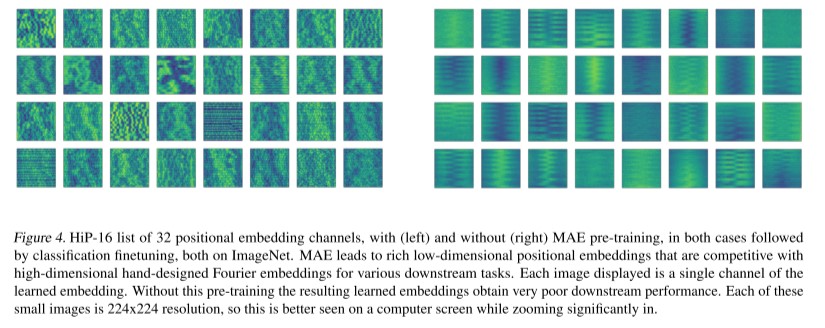 Figure 4. HiP-16 list of 32 positional embedding channels, with (left) and without (right) MAE pre-training, in both cases followed
by classification finetuning, both on ImageNet. MAE leads to rich low-dimensional positional embeddings that are competitive with
high-dimensional hand-designed Fourier embeddings for various downstream tasks. Each image displayed is a single channel of the
learned embedding. Without this pre-training the resulting learned embeddings obtain very poor downstream performance. Each of these
small images is 224x224 resolution, so this is better seen on a computer screen while zooming significantly in.